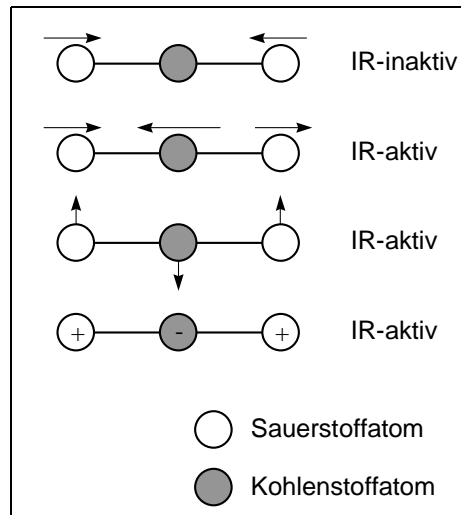 IR-inaktiv
IR-aktiv
IR-aktiv
+ - + IR-aktiv
Sauerstoffatom
Kohlenstoffatom